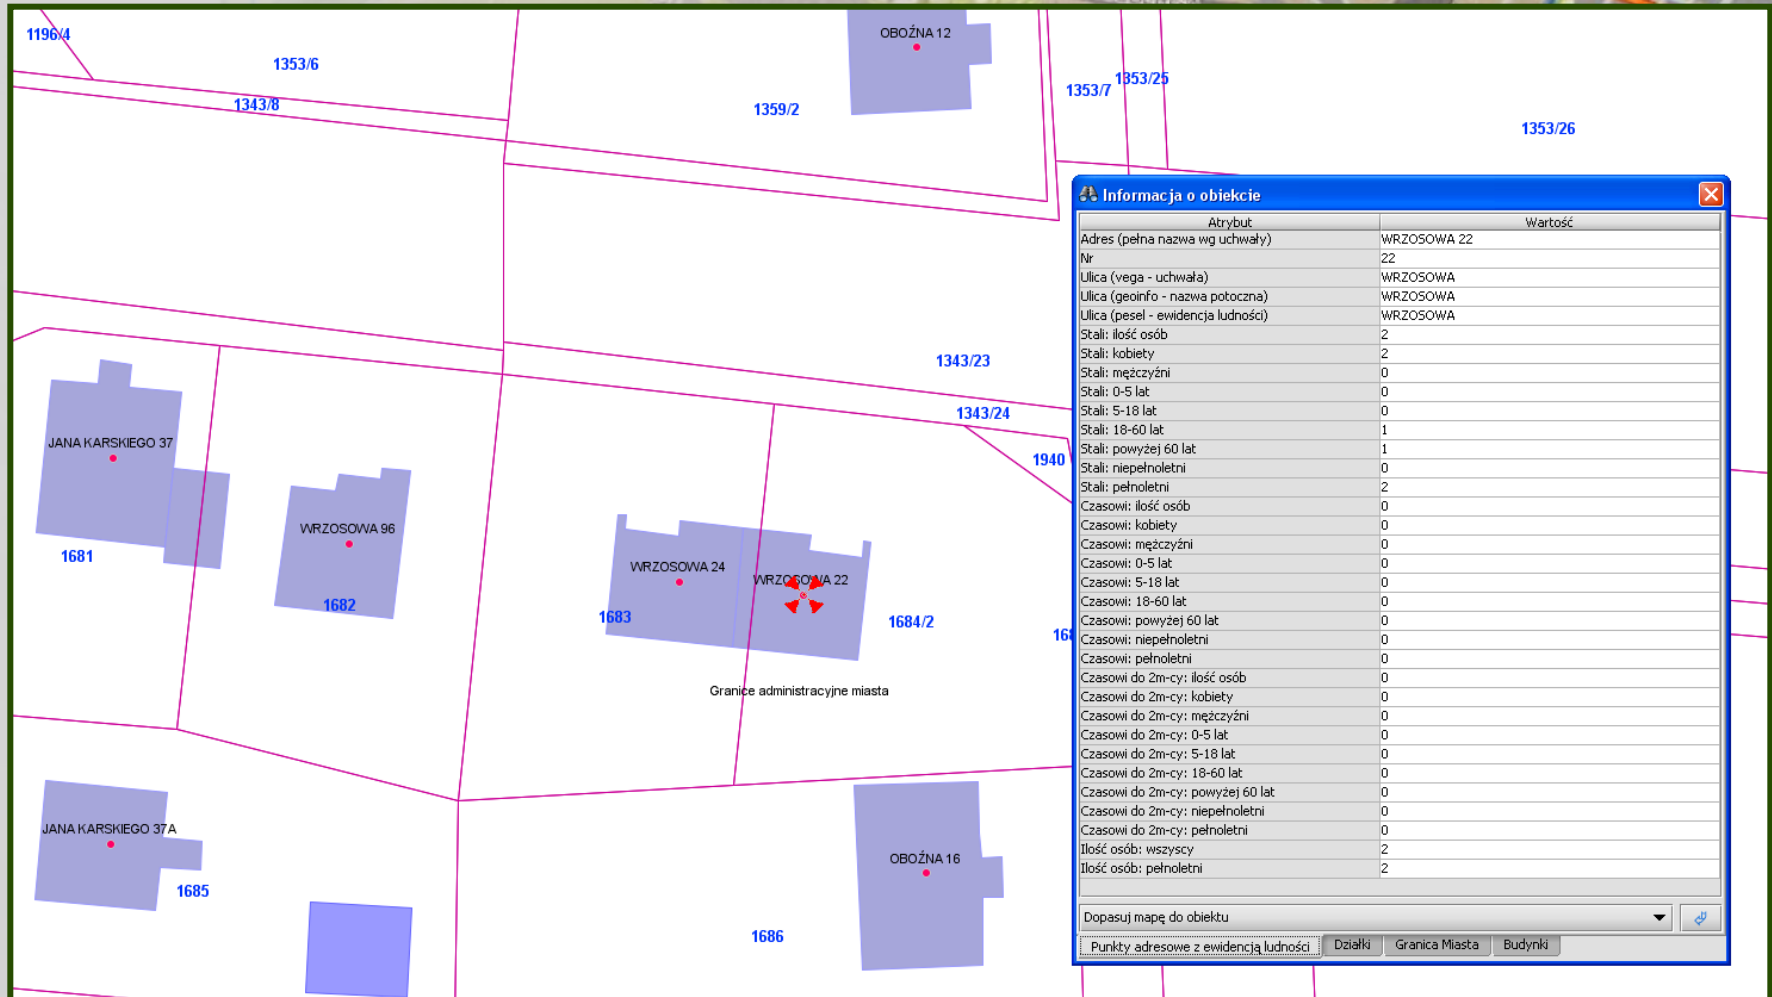 1196/4
1353/6
OBOŹNA 12
1353/25
1353/7
1343/8
1359/2
1353/26
1343/23
1343/24
JANA KARSKIEGO 37
1940
WRZOSOWA 96
1681
WRZOSOWA 24
WRZOSOWA 22
1682
1683
1684/2
Granice administracyjne miasta
JANA KARSKIEGO 37A
OBOŹNA 16
1685
1686
Informacja o obiekcie
Atrybut Wartość
Adres (pełna nazwa wg uchwały) WRZOSOWA 22
Nr 22
Ulica (vega - uchwała) WRZOSOWA
Ulica (geoinfo - nazwa potoczna) WRZOSOWA
Ulica (pesel - ewidencja ludności) WRZOSOWA
Stali: ilość osób 2
Stali: kobiety 2
Stali: mężczyźni 0
Stali: 0-5 lat 0
Stali: 5-18 lat 0
Stali: 18-60 lat 1
Stali: powyżej 60 lat 1
Stali: niepełnoletni 0
Stali: pełnoletni 2
Czasowi: ilość osób 0
Czasowi: kobiety 0
Czasowi: mężczyźni 0
Czasowi: 0-5 lat 0
Czasowi: 5-18 lat 0
Czasowi: 18-60 lat 0
Czasowi: powyżej 60 lat 0
Czasowi: niepełnoletni 0
Czasowi: pełnoletni 0
Czasowi do 2m-cy: ilość osób 0
Czasowi do 2m-cy: kobiety 0
Czasowi do 2m-cy: mężczyźni 0
Czasowi do 2m-cy: 0-5 lat 0
Czasowi do 2m-cy: 5-18 lat 0
Czasowi do 2m-cy: 18-60 lat 0
Czasowi do 2m-cy: powyżej 60 lat 0
Czasowi do 2m-cy: niepełnoletni 0
Czasowi do 2m-cy: pełnoletni 0
Ilość osób: wszyscy 2
Ilość osób: pełnoletni 2
Dopasuj mapę do obiektu
Punkty adresowe z ewidencją ludności Działki Granica Miasta Budynki